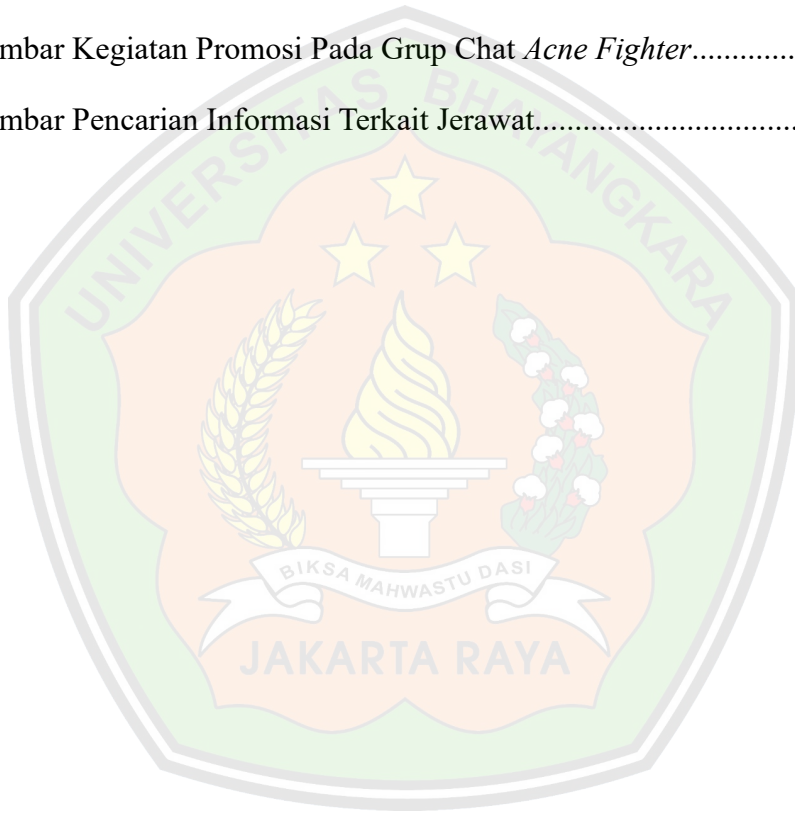 mbar Kegiatan Promosi Pada Grup Chat Acne Fighter.............
mbar Pencarian Informasi Terkait Jerawat.................................
UNIVERSITAS BHAYANGKARA
BIKSA MAHWASTU DASI
JAKARTA RAYA